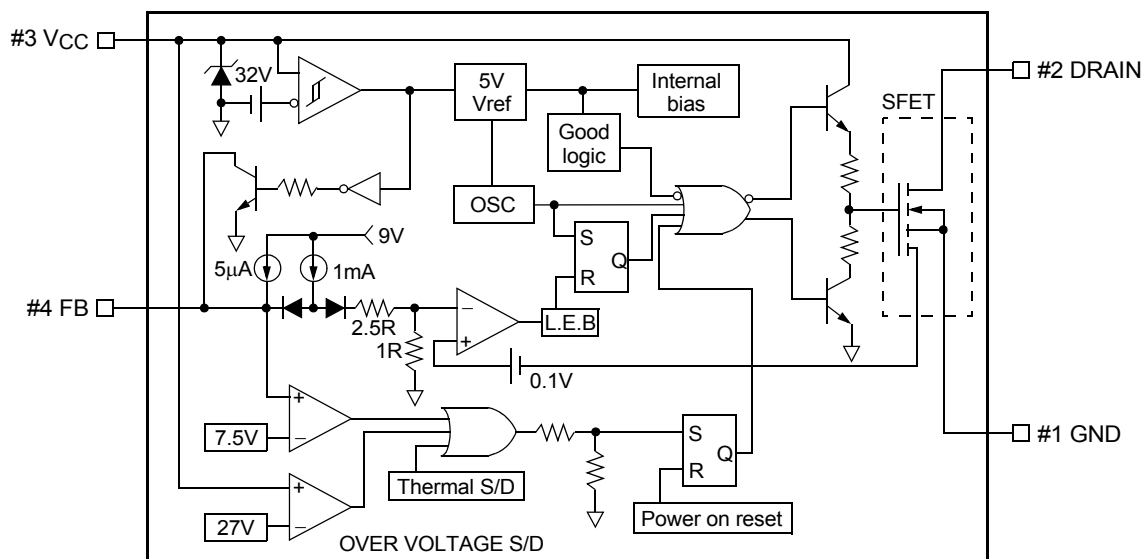 #3 VCC
32V
5V
Vref
Internal
bias
#2 DRAIN
SFET
Good
logic
OSC
9V
5μA
1mA
S
R
Q
#4 FB
2.5R
1R
−
+
L.E.B
0.1V
+
−
7.5V
S
R
Q
#1 GND
Thermal S/D
+
−
27V
Power on reset
OVER VOLTAGE S/D